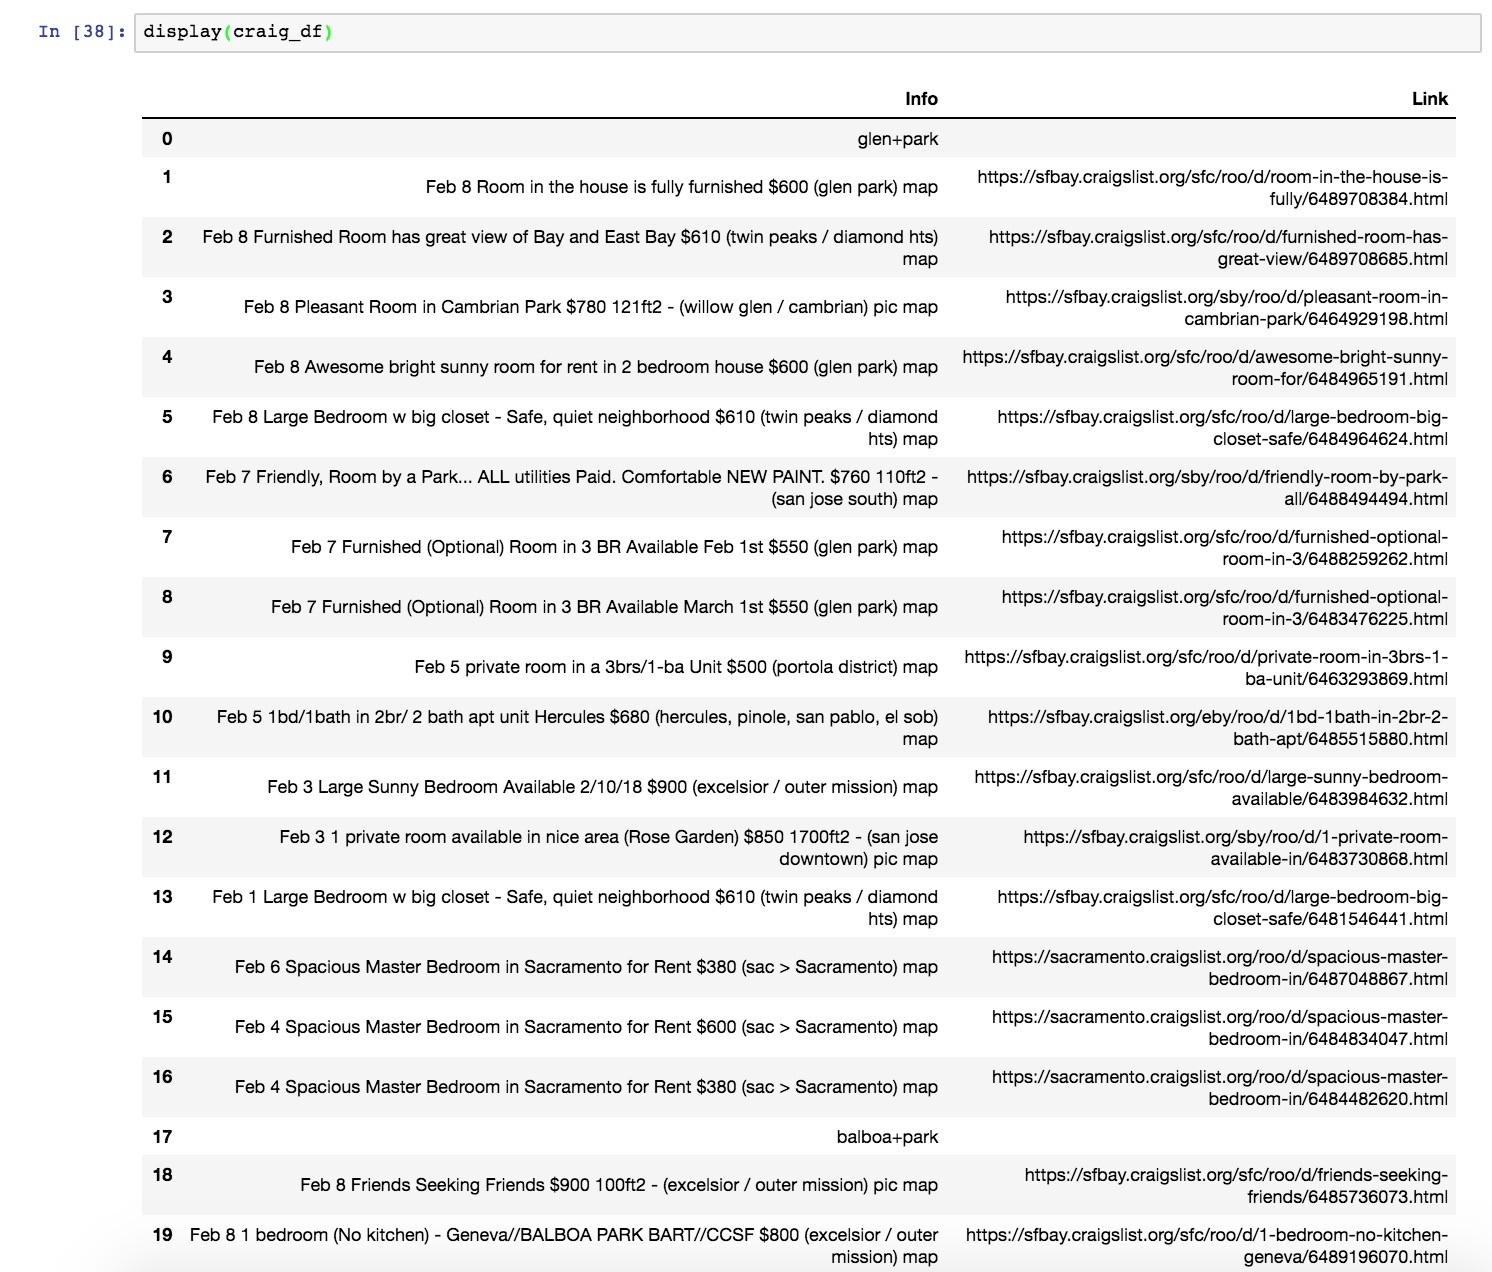 In [38]: display(craig_df)
Info Link
0 glen+park
1 Feb 8 Room in the house is fully furnished $600 (glen park) map https://sfbay.craigslist.org/sfc/roo/d/room-in-the-house-is-
fully/6489708384.html
2 Feb 8 Furnished Room has great view of Bay and East Bay $610 (twin peaks / diamond hts) https://sfbay.craigslist.org/sfc/roo/d/furnished-room-has-
map great-view/6489708685.html
3 Feb 8 Pleasant Room in Cambrian Park $780 121ft2 - (willow glen / cambrian) pic map https://sfbay.craigslist.org/sby/roo/d/pleasant-room-in-
cambrian-park/6464929198.html
4 Feb 8 Awesome bright sunny room for rent in 2 bedroom house $600 (glen park) map https://sfbay.craigslist.org/sfc/roo/d/awesome-bright-sunny-
room-for/6484965191.html
5 Feb 8 Large Bedroom w big closet - Safe, quiet neighborhood $610 (twin peaks / diamond https://sfbay.craigslist.org/sfc/roo/d/large-bedroom-big-
hts) map closet-safe/6484964624.html
6 Feb 7 Friendly, Room by a Park... ALL utilities Paid. Comfortable NEW PAINT. $760 110ft2 - https://sfbay.craigslist.org/sby/roo/d/friendly-room-by-park-
(san jose south) map all/6488494494.html
7 Feb 7 Furnished (Optional) Room in 3 BR Available Feb 1st $550 (glen park) map https://sfbay.craigslist.org/sfc/roo/d/furnished-optional-
room-in-3/6488259262.html
8 Feb 7 Furnished (Optional) Room in 3 BR Available March 1st $550 (glen park) map https://sfbay.craigslist.org/sfc/roo/d/furnished-optional-
room-in-3/6483476225.html
9 Feb 5 private room in a 3brs/1-ba Unit $500 (portola district) map https://sfbay.craigslist.org/sfc/roo/d/private-room-in-3brs-1-
ba-unit/6463293869.html
10 Feb 5 1bd/1bath in 2br/ 2 bath apt unit Hercules $680 (hercules, pinole, san pablo, el sob) https://sfbay.craigslist.org/eby/roo/d/1bd-1bath-in-2br-2-
map bath-apt/6485515880.html
11 Feb 3 Large Sunny Bedroom Available 2/10/18 $900 (excelsior / outer mission) map https://sfbay.craigslist.org/sfc/roo/d/large-sunny-bedroom-
available/6483984632.html
12 Feb 3 1 private room available in nice area (Rose Garden) $850 1700ft2 - (san jose https://sfbay.craigslist.org/sby/roo/d/1-private-room-
downtown) pic map available-in/6483730868.html
13 Feb 1 Large Bedroom w big closet - Safe, quiet neighborhood $610 (twin peaks / diamond https://sfbay.craigslist.org/sfc/roo/d/large-bedroom-big-
hts) map closet-safe/6481546441.html
14 Feb 6 Spacious Master Bedroom in Sacramento for Rent $380 (sac > Sacramento) map https://sacramento.craigslist.org/roo/d/spacious-master-
bedroom-in/6487048867.html
15 Feb 4 Spacious Master Bedroom in Sacramento for Rent $600 (sac > Sacramento) map https://sacramento.craigslist.org/roo/d/spacious-master-
bedroom-in/6484834047.html
16 Feb 4 Spacious Master Bedroom in Sacramento for Rent $380 (sac > Sacramento) map https://sacramento.craigslist.org/roo/d/spacious-master-
bedroom-in/6484482620.html
17 balboa+park
18 Feb 8 Friends Seeking Friends $900 100ft2 - (excelsior / outer mission) pic map https://sfbay.craigslist.org/sfc/roo/d/friends-seeking-
friends/6485736073.html
19 Feb 8 1 bedroom (No kitchen) - Geneva//BALBOA PARK BART//CCSF $800 (excelsior / outer https://sfbay.craigslist.org/sfc/roo/d/1-bedroom-no-kitchen-
mission) map geneva/6489196070.html